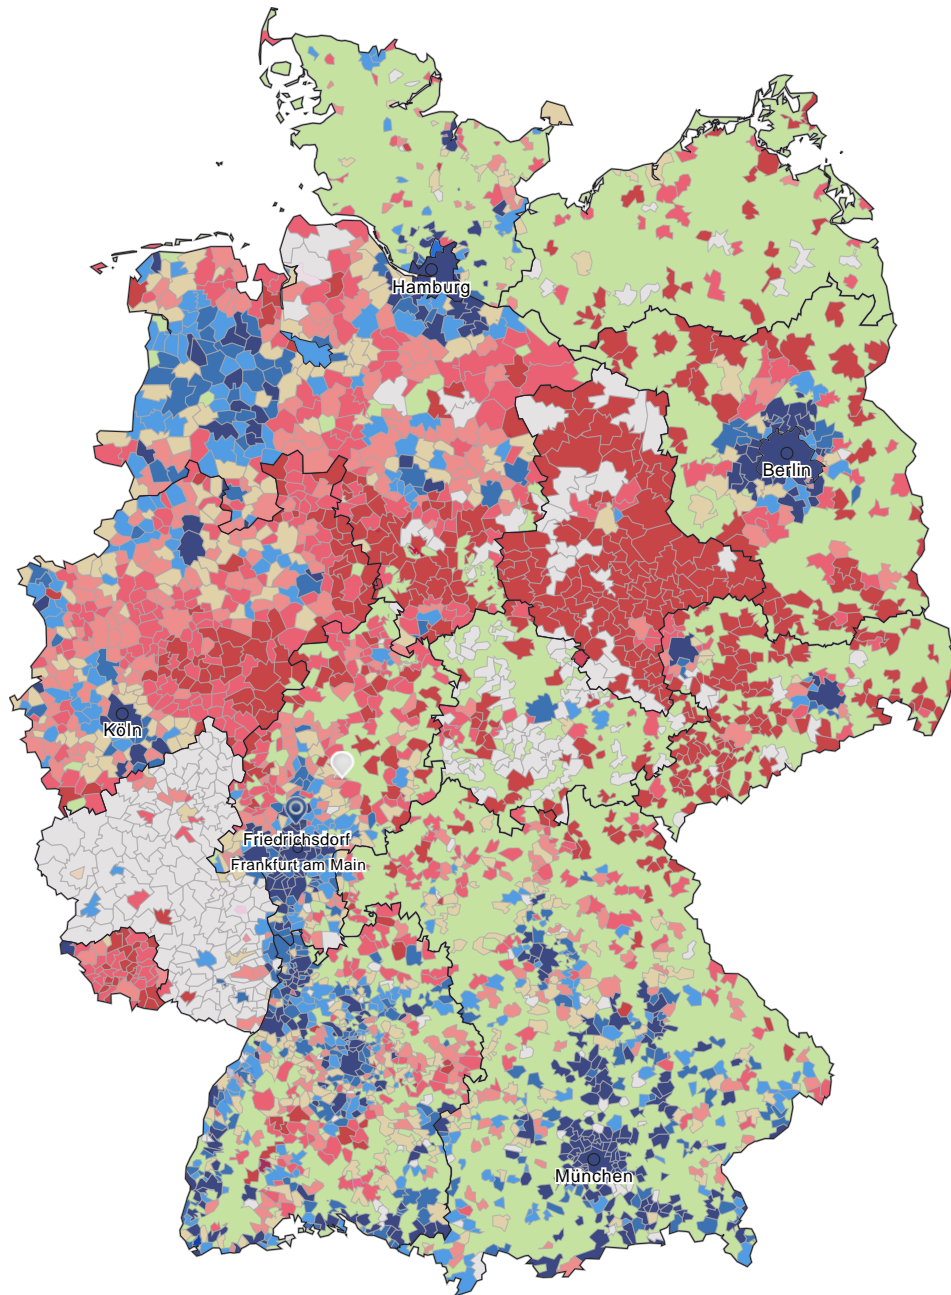 Hamburg
Berlin
Köln
Friedrichsdorf
Frankfurt am Main
München